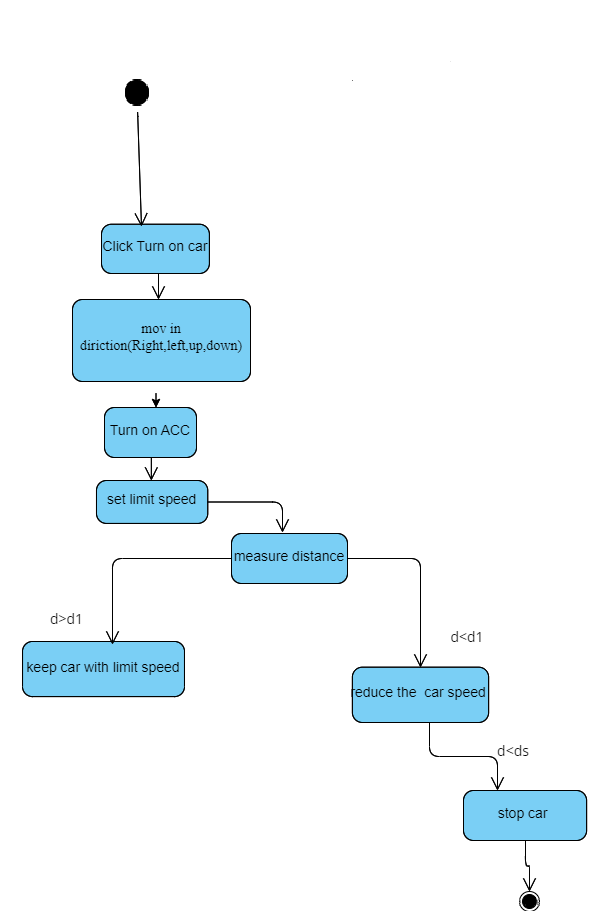 Click Turn on car
mov in
diriction(Right,left,up,down)
Turn on ACC
set limit speed
measure distance
d>d1
d<d1
keep car with limit speed
reduce the car speed
d<ds
stop car